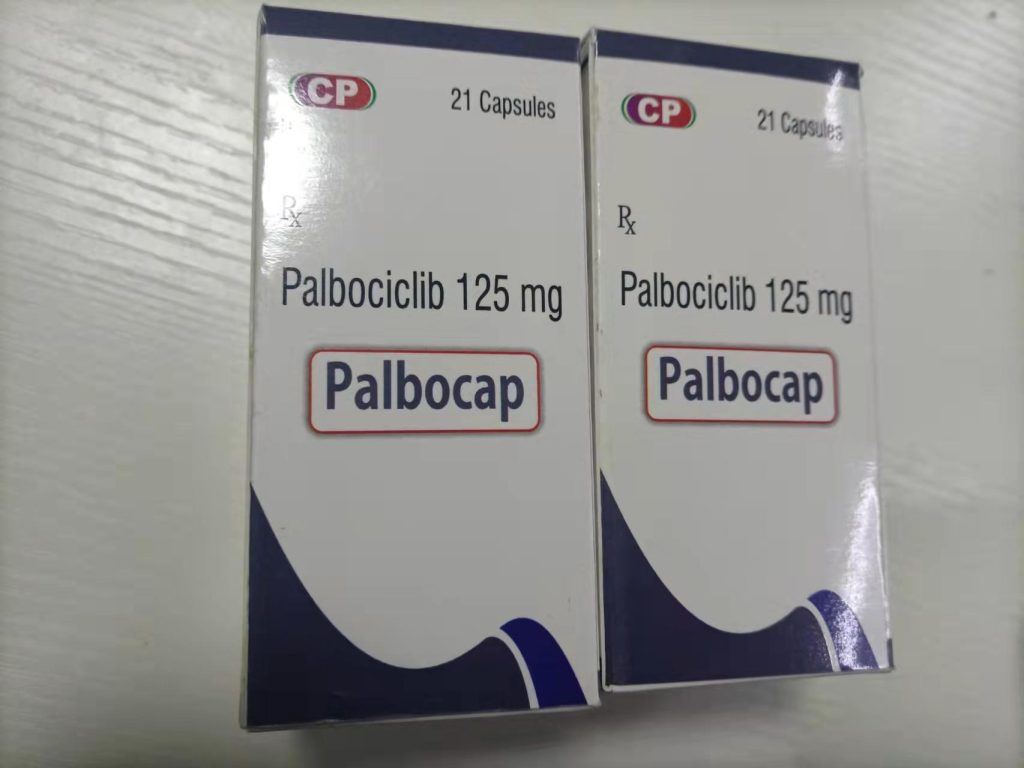 CP
21 Capsules
Rx
Palbociclib 125 mg
Palbocap
CP
21 Capsules
Rx
Palbociclib 125 mg
Palbocap